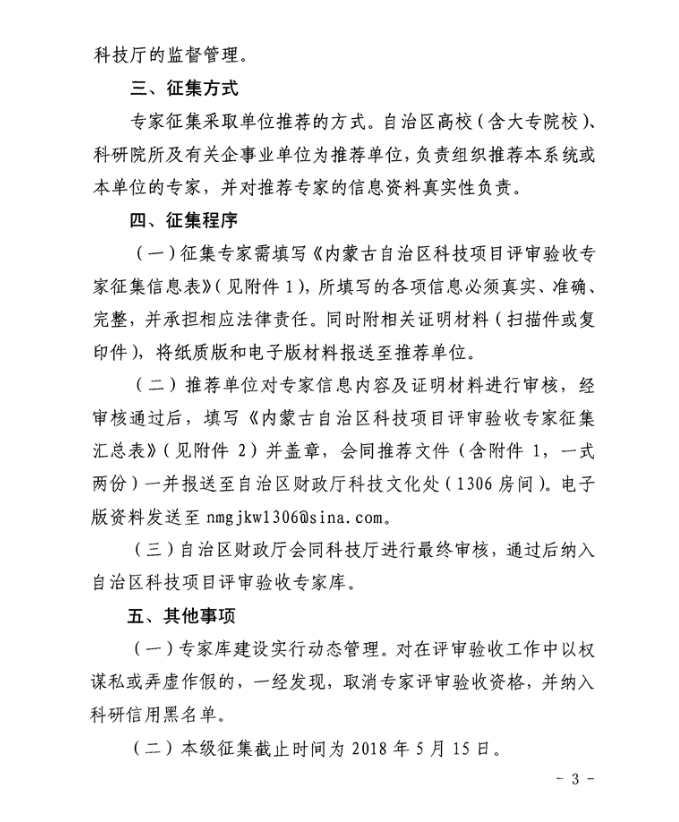 科技厅的监督管理。
三、征集方式
专家征集采取单位推荐的方式。自治区高校(含大专院校)、
科研院所及有关企事业单位为推荐单位,负责组织推荐本系统或
本单位的专家，并对推荐专家的信息资料真实性负责。
四、征集程序
（一）征集专家需填写《内蒙古自治区科技项目评审验收专
家征集信息表》（见附件 1），所填写的各项信息必须真实、准确、
完整，并承担相应法律责任。同时附相关证明材料（扫描件或复
印件），将纸质版和电子版材料报送至推荐单位。
（二）推荐单位对专家信息内容及证明材料进行审核，经
审核通过后，填写《内蒙古自治区科技项目评审验收专家征集
汇总表》（见附件 2）并盖章，会同推荐文件（含附件 1，一式
两份）一并报送至自治区财政厅科技文化处（1306 房间）。电子
版资料发送至 nmgjkw1306@sina.com。
（三）自治区财政厅会同科技厅进行最终审核，通过后纳入
自治区科技项目评审验收专家库。
五、其他事项
（一）专家库建设实行动态管理。对在评审验收工作中以权
谋私或弄虚作假的，一经发现，取消专家评审验收资格，并纳入
科研信用黑名单。
（二）本级征集截止时间为 2018 年 5 月 15 日。
- 3 -